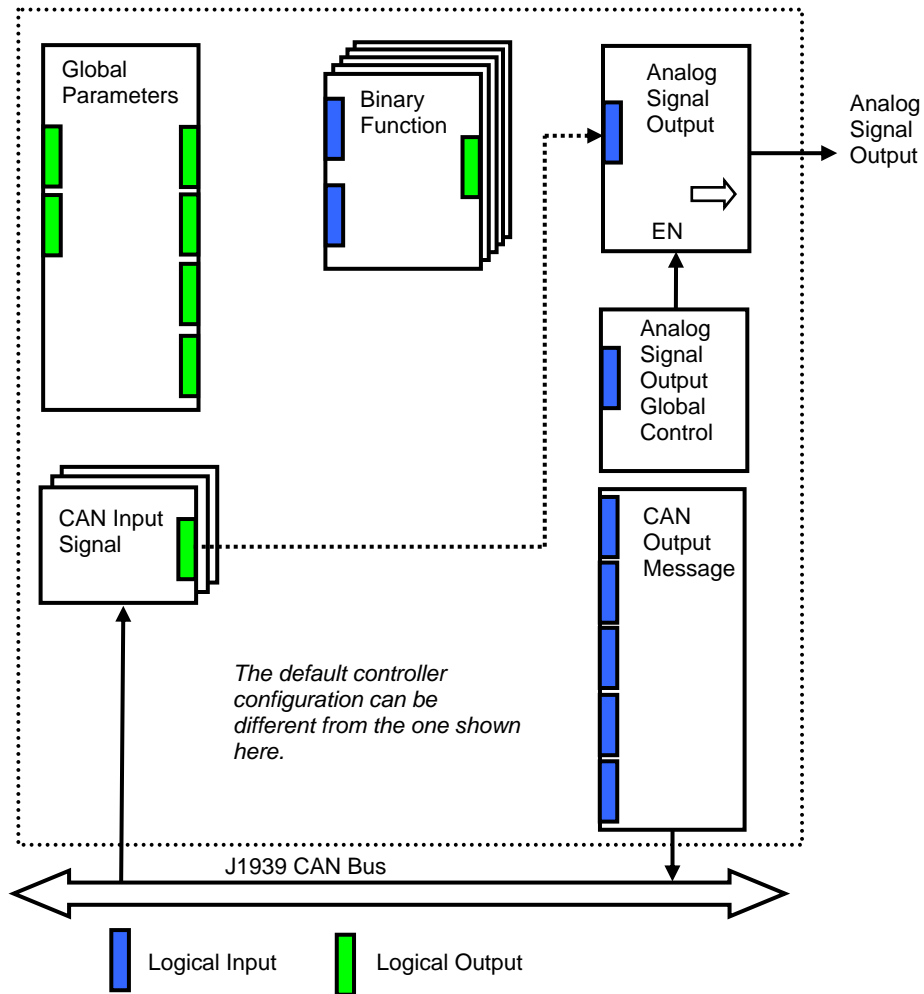 Global
Parameters
Binary
Function
Analog
Signal
Output
EN
Analog
Signal
Output
Analog
Signal
Output
Global
Control
CAN Input
Signal
CAN
Output
Message
The default controller
configuration can be
different from the one shown
here.
J1939 CAN Bus
Logical Input
Logical Output